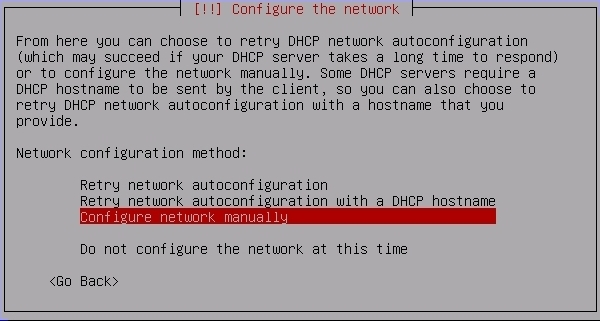 [!!] Configure the network
From here you can choose to retry DHCP network autoconfiguration
(which may succeed if your DHCP server takes a long time to respond)
or to configure the network manually. Some DHCP servers require a
DHCP hostname to be sent by the client, so you can also choose to
retry DHCP network autoconfiguration with a hostname that you
provide.
Network configuration method:
Retry network autoconfiguration
Retry network autoconfiguration with a DHCP hostname
Configure network manually
Do not configure the network at this time
<Go Back>